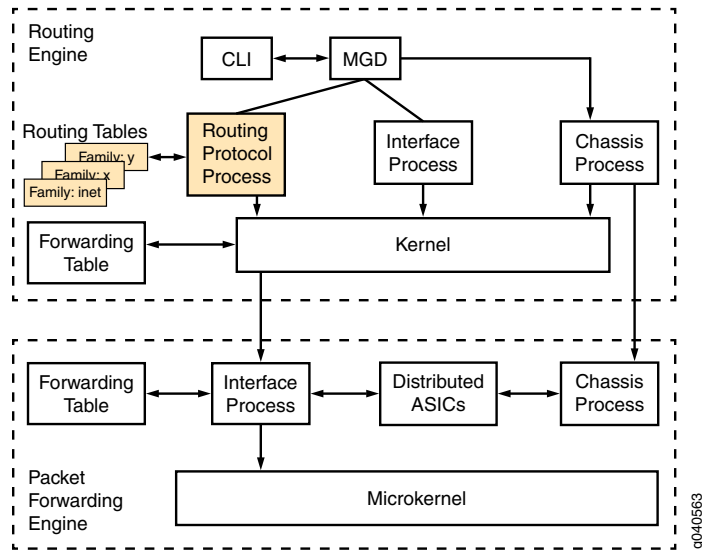 Routing
Engine
CLI
MGD
Routing Tables
Family: y
Family: x
Family: inet
Routing
Protocol
Process
Interface
Process
Chassis
Process
Forwarding
Table
Kernel
Forwarding
Table
Interface
Process
Distributed
ASICs
Chassis
Process
Packet
Forwarding
Engine
Microkernel
g040563